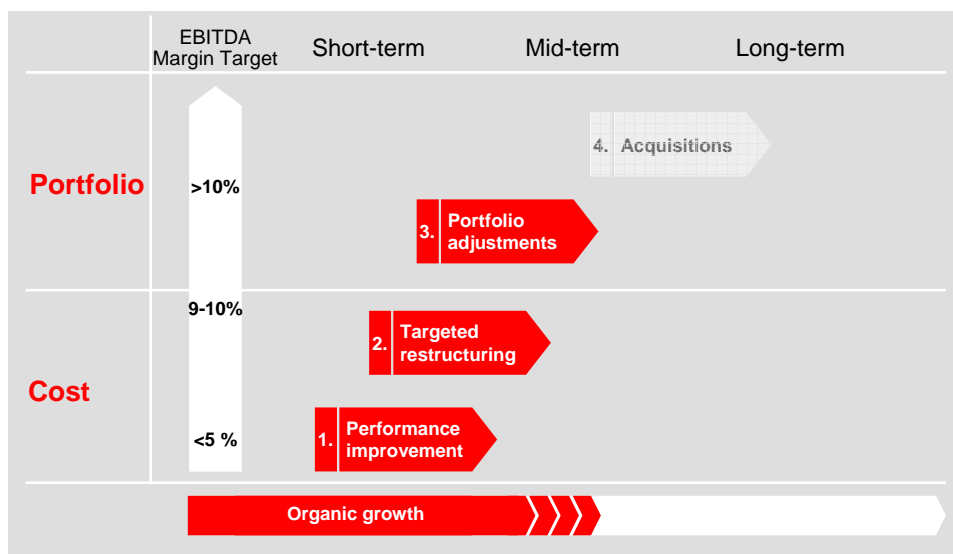 EBITDA
Margin Target
Short-term
Mid-term
Long-term
4. Acquisitions
Portfolio
>10%
3. Portfolio
adjustments
9-10%
2. Targeted
restructuring
Cost
<5 %
1. Performance
improvement
Organic growth